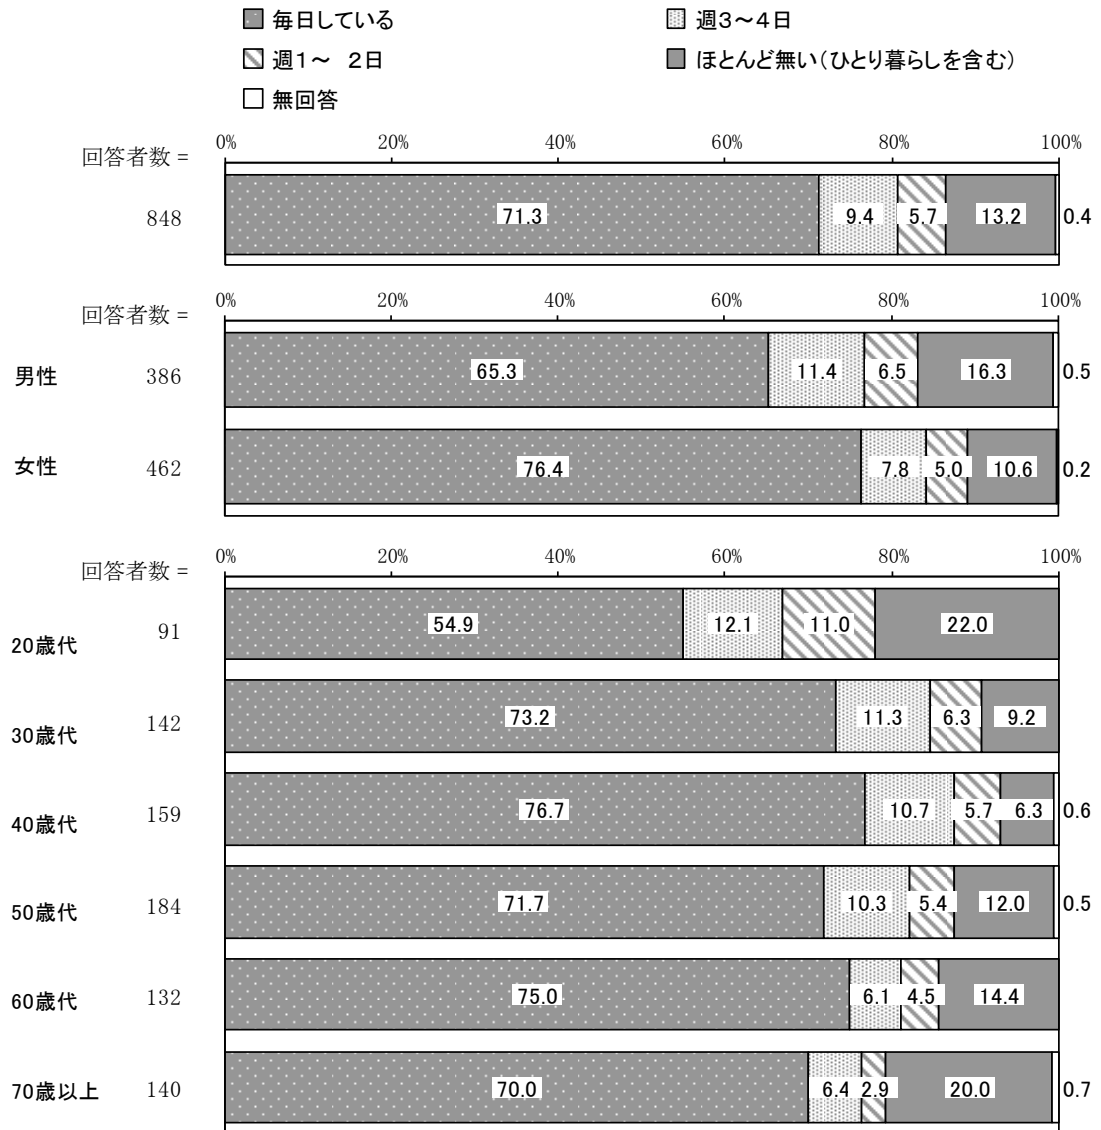 毎日している 週3～4日
週1～ 2日 ほとんど無い(ひとり暮らしを含む)
無回答
0% 20% 40% 60% 80% 100%
回答者数 =
848 71.3 9.4 5.7 13.2 0.4
0% 20% 40% 60% 80% 100%
回答者数 =
男性 386 65.3 11.4 6.5 16.3 0.5
女性 462 76.4 7.8 5.0 10.6 0.2
0% 20% 40% 60% 80% 100%
回答者数 =
20歳代 91 54.9 12.1 11.0 22.0
30歳代 142 73.2 11.3 6.3 9.2
40歳代 159 76.7 10.7 5.7 6.3 0.6
50歳代 184 71.7 10.3 5.4 12.0 0.5
60歳代 132 75.0 6.1 4.5 14.4
70歳以上 140 70.0 6.4 2.9 20.0 0.7